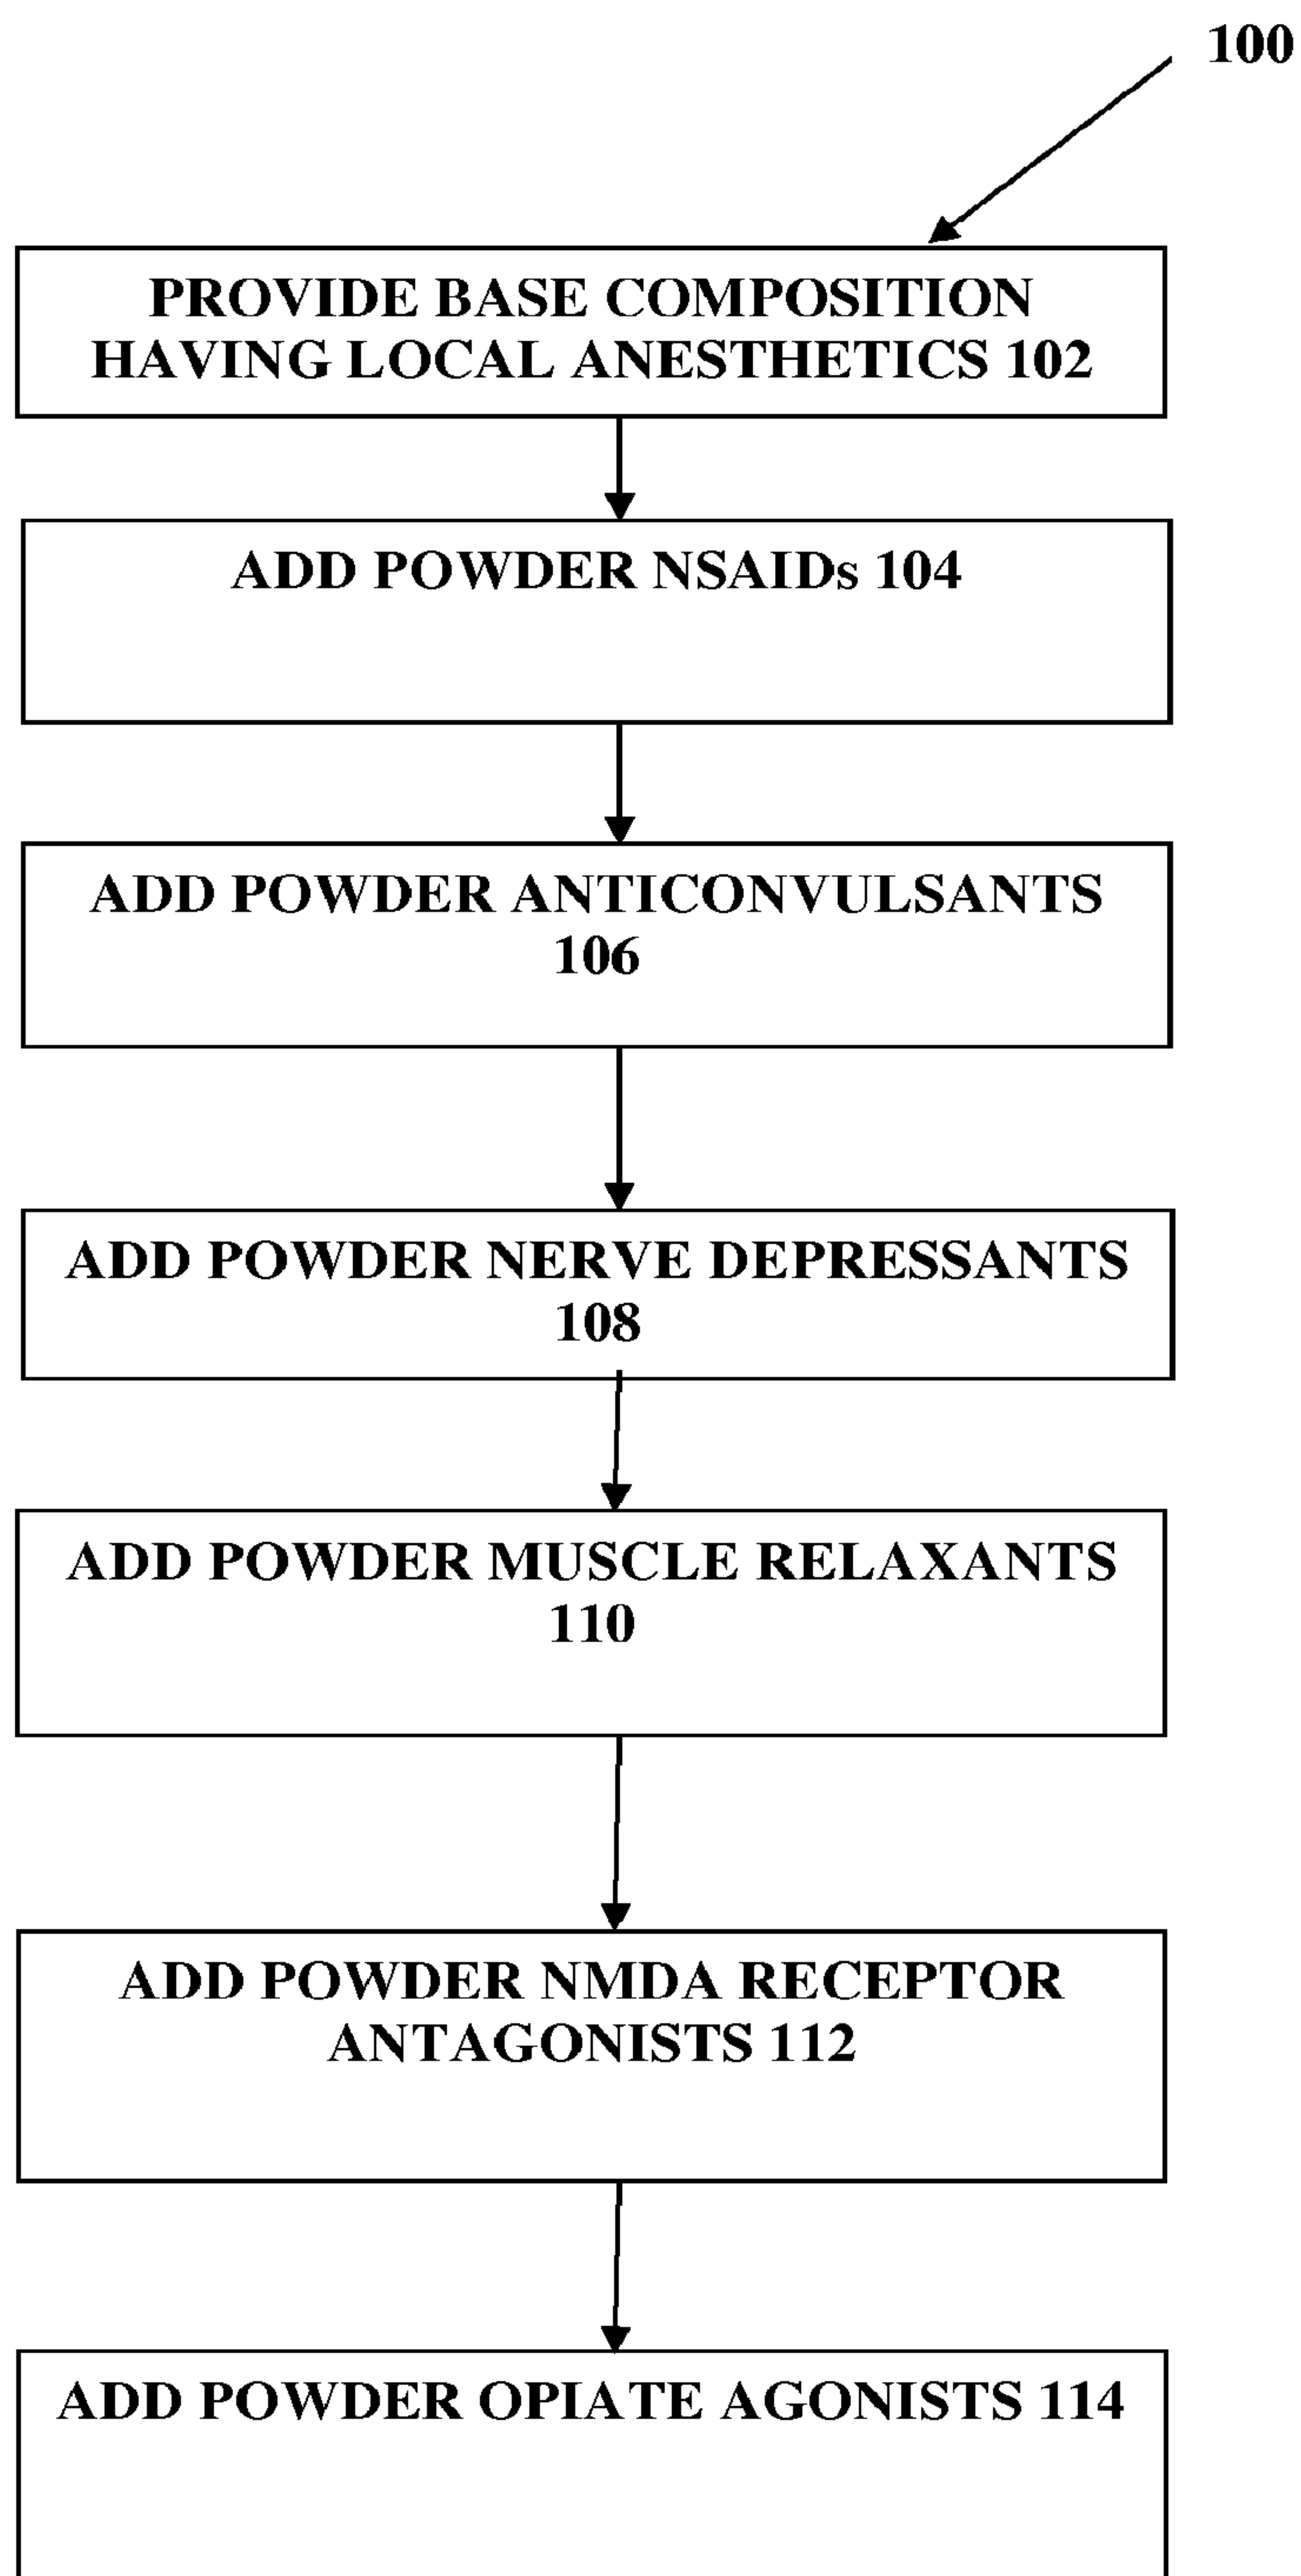 100
PROVIDE BASE COMPOSITION
HAVING LOCAL ANESTHETICS 102
ADD POWDER NSAIDs 104
ADD POWDER ANTICONVULSANTS
106
ADD POWDER NERVE DEPRESSANTS
108
ADD POWDER MUSCLE RELAXANTS
110
ADD POWDER NMDA RECEPTOR
ANTAGONISTS 112
ADD POWDER OPIATE AGONISTS 114